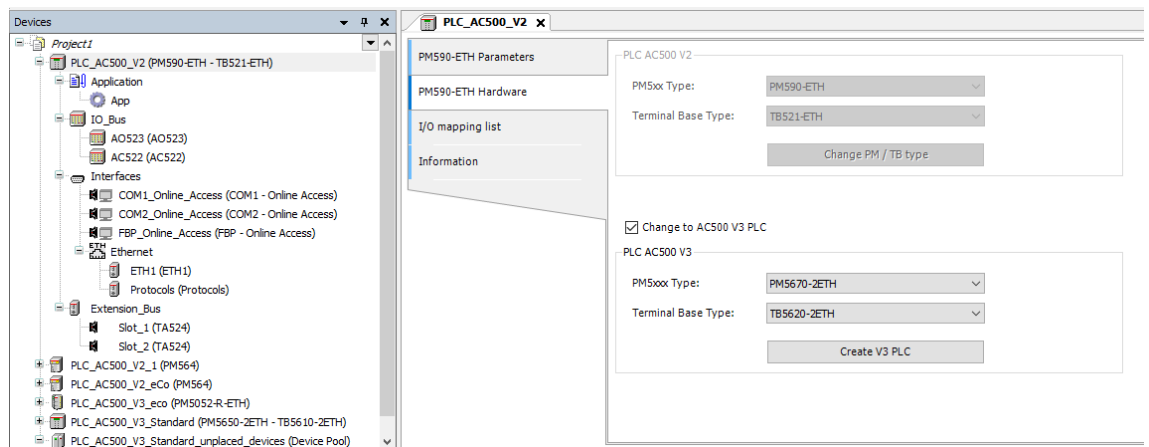 Devices
Project1
PLC_AC500_V2 (PM590-ETH - TB521-ETH)
Application
App
IO_Bus
AO523 (AO523)
AC522 (AC522)
Interfaces
COM1_Online_Access (COM1 - Online Access)
COM2_Online_Access (COM2 - Online Access)
FBP_Online_Access (FBP - Online Access)
ETH
Ethernet
ETH1 (ETH1)
Protocols (Protocols)
Extension_Bus
Slot_1 (TA524)
Slot_2 (TA524)
PLC_AC500_V2_1 (PM564)
PLC_AC500_V2_eCo (PM564)
PLC_AC500_V3_eco (PM5052-R-ETH)
PLC_AC500_V3_Standard (PM5650-2ETH - TB5610-2ETH)
PLC_AC500_V3_Standard_unplaced_devices (Device Pool)
PLC_AC500_V2
PM590-ETH Parameters
PM590-ETH Hardware
I/O mapping list
Information
PLC AC500 V2
PM5xx Type: PM590-ETH
Terminal Base Type: TB521-ETH
Change PM / TB type
Change to AC500 V3 PLC
PLC AC500 V3
PM5xxx Type: PM5670-2ETH
Terminal Base Type: TB5620-2ETH
Create V3 PLC